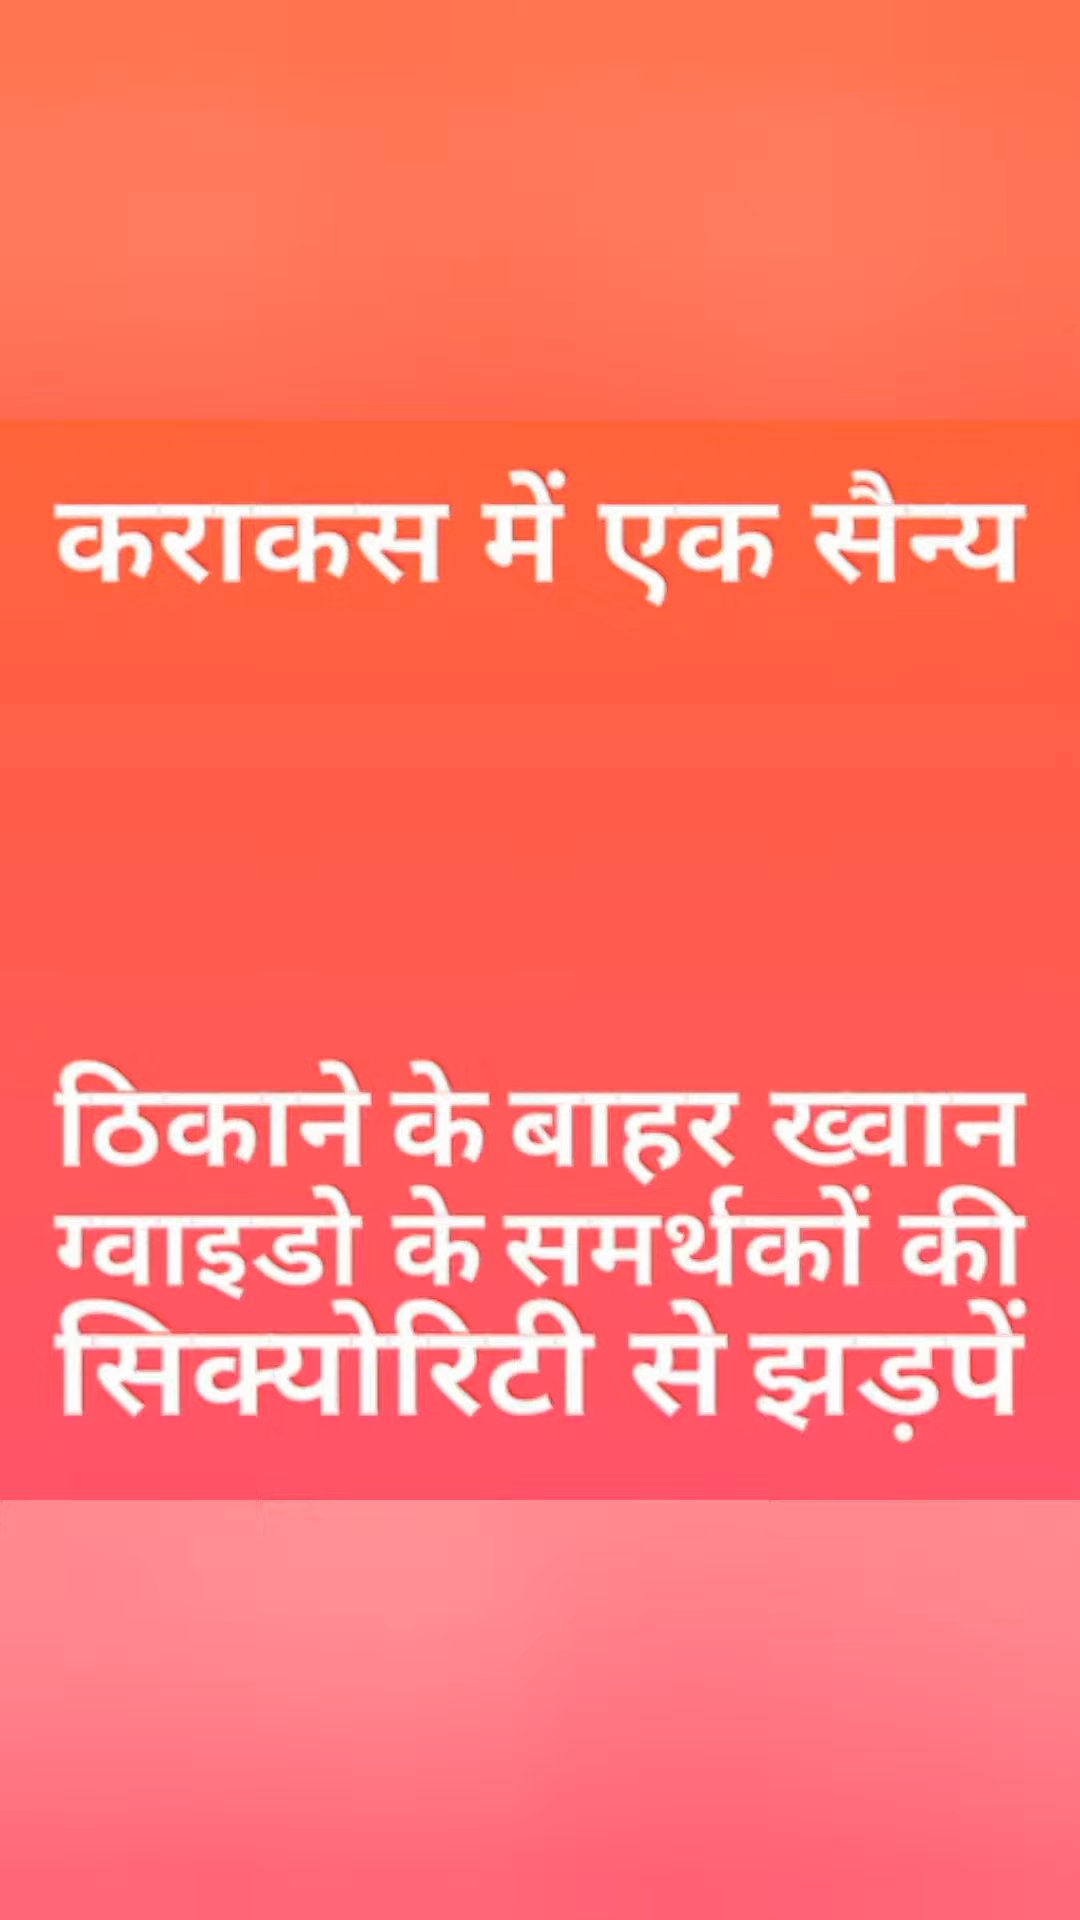 कराकस में एक सैन्य
ठिकाने के बाहर ख्वान
ग्वाइडो के समर्थकों की
सिक्योरिटी से झड़पें